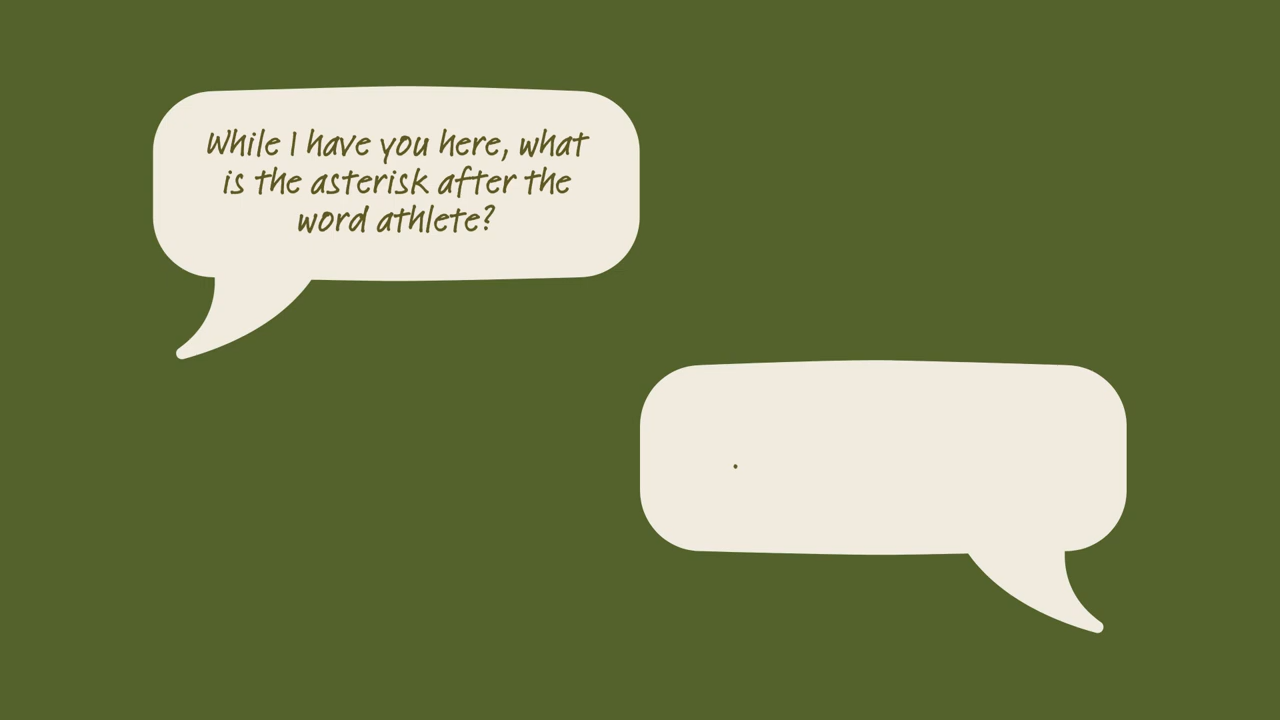 While I have you here, what
is the asterisk after the
word athlete?
.